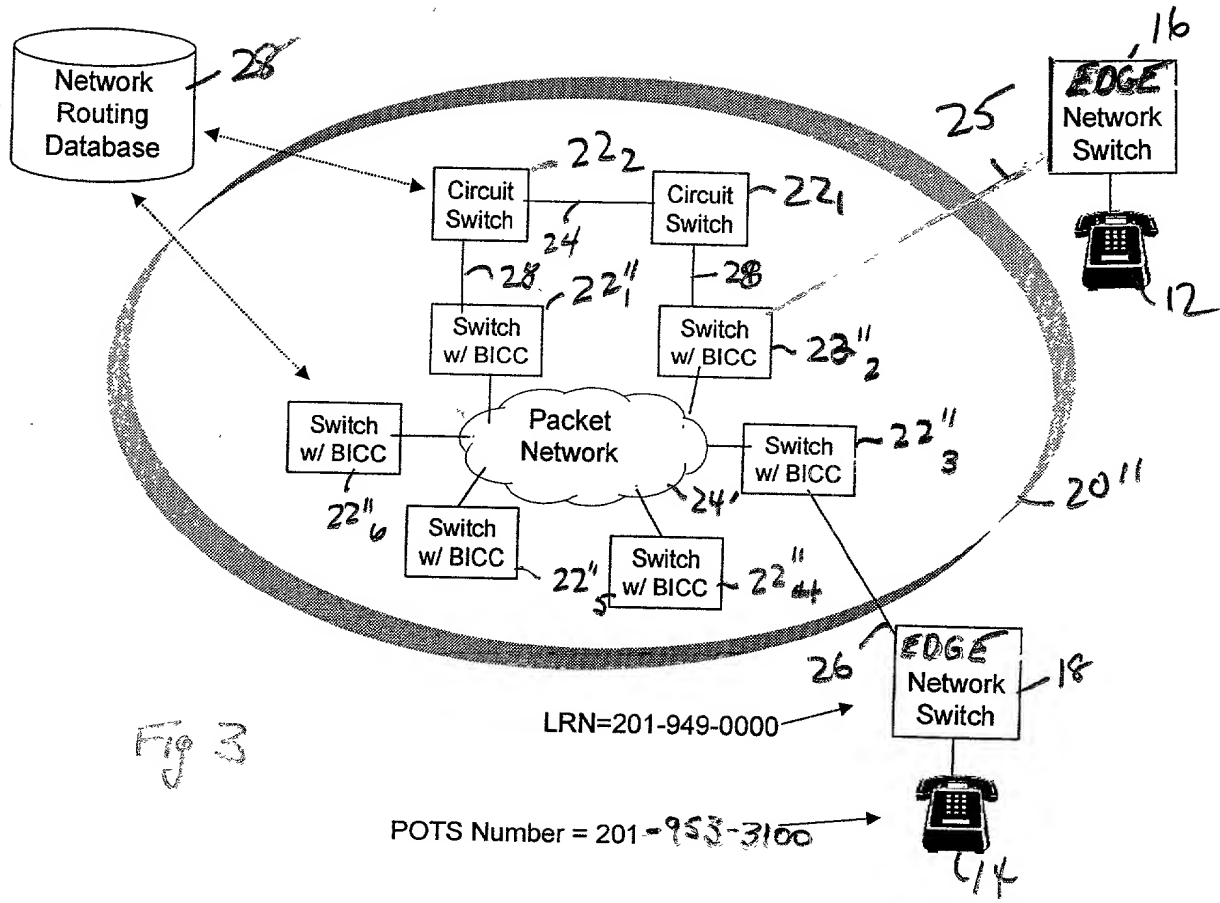 Network
Routing
Database
28
16
EDGE
Network
Switch
25
12
Circuit
Switch
22₂
24
Circuit
Switch
22₁
28
28
Switch
w/ BICC
22"₁
Switch
w/ BICC
22"₂
Packet
Network
24'
Switch
w/ BICC
22"₆
Switch
w/ BICC
22"₅
Switch
w/ BICC
22"₄
Switch
w/ BICC
22"₃
20"
26
EDGE
Network
Switch
18
LRN=201-949-0000
POTS Number = 201-953-3100
14
Fig 3